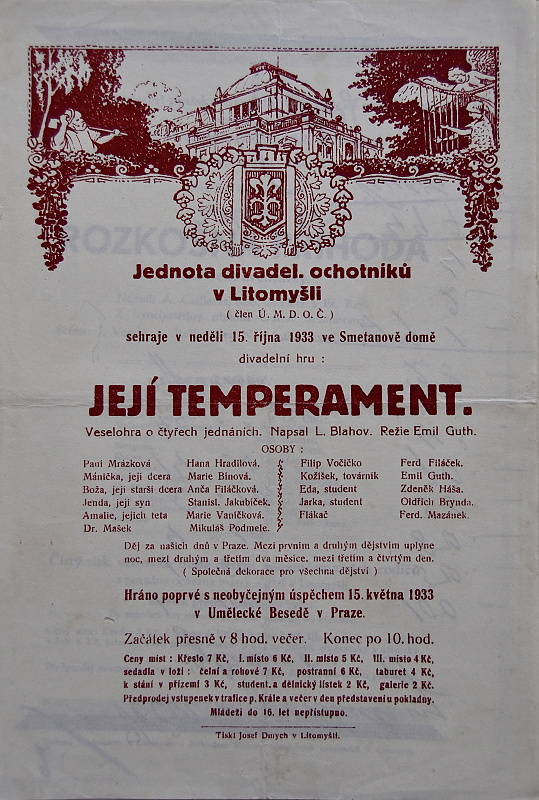 Jednota divadel. ochotníků
v Litomyšli
( člen Ú. M. D. O. Č. )
sehraje v neděli 15. října 1933 ve Smetanově domě
divadelní hru :
JEJÍ TEMPERAMENT.
Veselohra o čtyřech jednáních. Napsal L. Blahov. Režie Emil Guth.
OSOBY :
Paní Mrázková Hana Hradilová.
Mánička, její dcera Marie Bínová.
Boža, její starší dcera Anča Filáčková.
Jenda, její syn Stanisl. Jakubíček.
Amalie, jejich teta Marie Vaníčková.
Dr. Mašek Mikuláš Podmele.
Filip Vočičko Ferd. Filáček.
Kožíšek, továrník Emil Guth.
Eda, student Zdeněk Háša.
Jarka, student Oldřich Brynda.
Flákač Ferd. Mazánek.
Děj za našich dnů v Praze. Mezi prvním a druhým dějstvím uplyne
noc, mezi druhým a třetím dva měsíce, mezi třetím a čtvrtým den.
( Společná dekorace pro všechna dějství )
Hráno poprvé s neobyčejným úspěchem 15. května 1933
v Umělecké Besedě v Praze.
Začátek přesně v 8 hod. večer. Konec po 10. hod.
Ceny míst : Křeslo 7 Kč, I. místo 6 Kč, II. místo 5 Kč, III. místo 4 Kč,
sedadla v loži : čelní a rohové 7 Kč, postranní 6 Kč, taburet 4 Kč,
k stání v přízemí 3 Kč, student. a dělnický lístek 2 Kč, galerie 2 Kč.
Předprodej vstupenek v trafice p. Krále a večer v den představení u pokladny.
Mládeži do 16. let nepřístupno.
Tiskl Josef Dmych v Litomyšli.